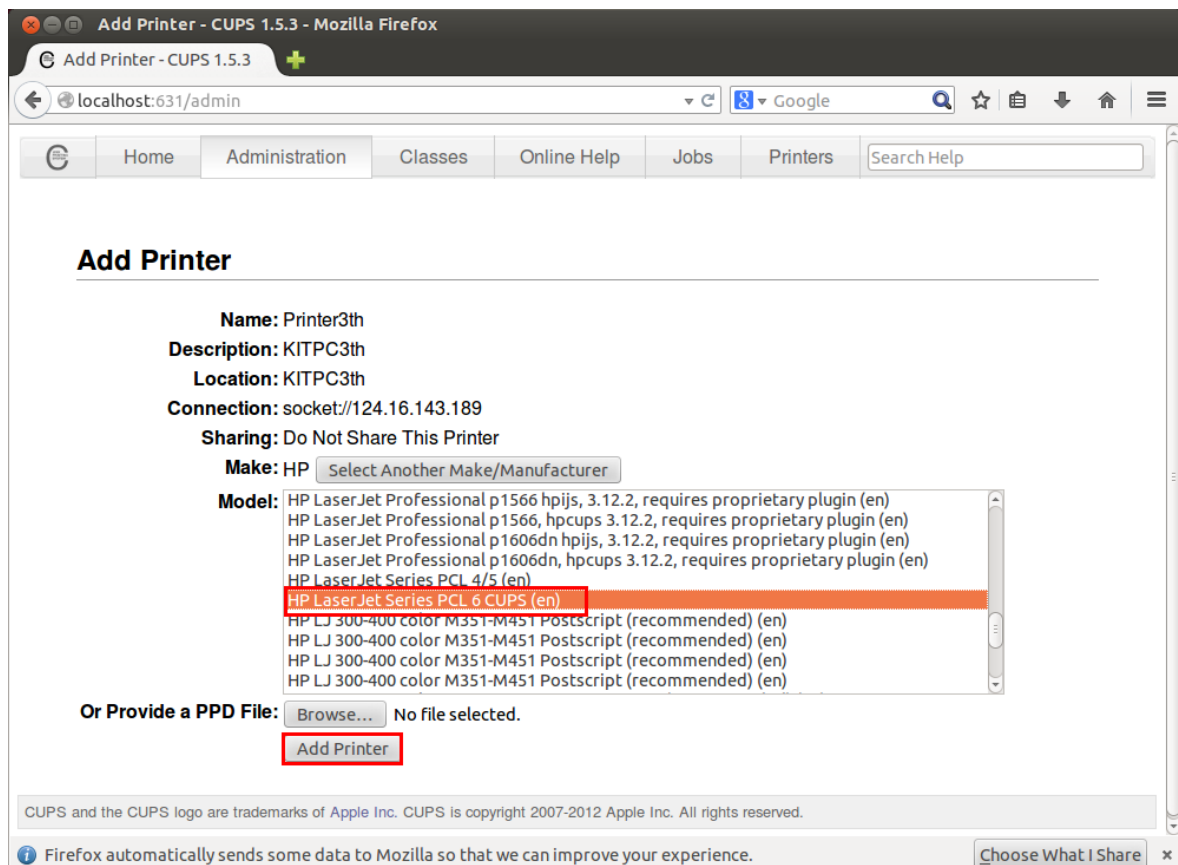 Add Printer - CUPS 1.5.3 - Mozilla Firefox
Add Printer - CUPS 1.5.3
localhost:631/admin
8 Google
Home Administration Classes Online Help Jobs Printers Search Help
Add Printer
Name: Printer3th
Description: KITPC3th
Location: KITPC3th
Connection: socket://124.16.143.189
Sharing: Do Not Share This Printer
Make: HP Select Another Make/Manufacturer
Model: HP LaserJet Professional p1566 hpijs, 3.12.2, requires proprietary plugin (en)
HP LaserJet Professional p1566, hpcups 3.12.2, requires proprietary plugin (en)
HP LaserJet Professional p1606dn hpijs, 3.12.2, requires proprietary plugin (en)
HP LaserJet Professional p1606dn, hpcups 3.12.2, requires proprietary plugin (en)
HP LaserJet Series PCL 4/5 (en)
HP LaserJet Series PCL 6 CUPS (en)
HP LJ 300-400 color M351-M451 Postscript (recommended) (en)
HP LJ 300-400 color M351-M451 Postscript (recommended) (en)
HP LJ 300-400 color M351-M451 Postscript (recommended) (en)
HP LJ 300-400 color M351-M451 Postscript (recommended) (en)
Or Provide a PPD File: Browse... No file selected.
Add Printer
CUPS and the CUPS logo are trademarks of Apple Inc. CUPS is copyright 2007-2012 Apple Inc. All rights reserved.
Firefox automatically sends some data to Mozilla so that we can improve your experience. Choose What I Share